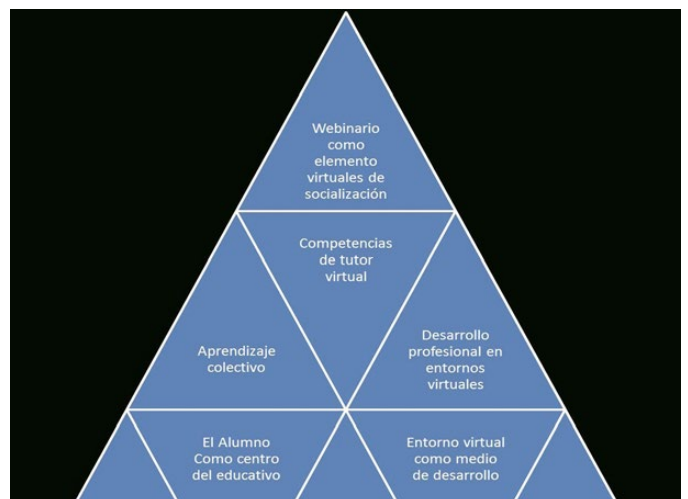 Webinario
como
elemento
virtuales de
socialización
Competencias
de tutor
virtual
Aprendizaje
colectivo
Desarrollo
profesional en
entornos
virtuales
El Alumno
Como centro
del educativo
Entorno virtual
como medio
de desarrollo